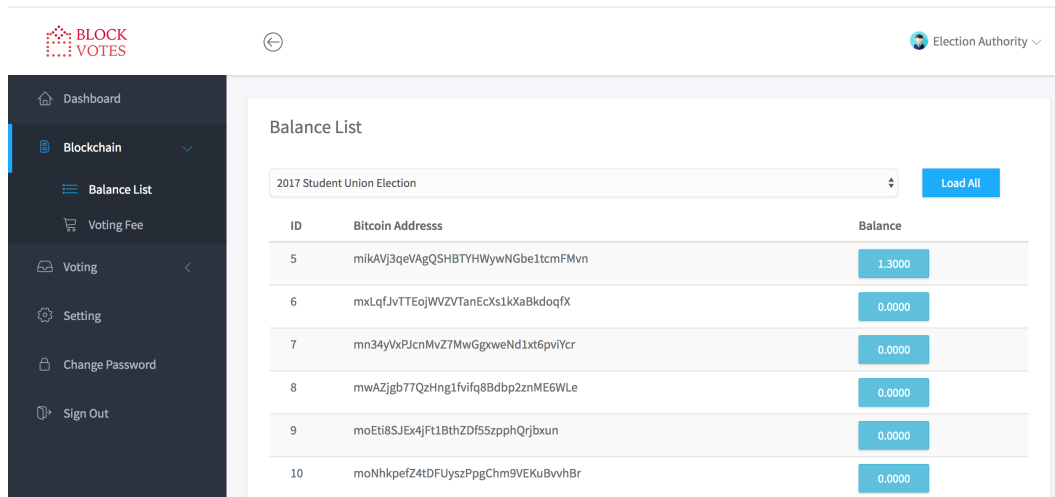 BLOCK
VOTES
Election Authority
Dashboard
Blockchain
Balance List
Voting Fee
Voting
Setting
Change Password
Sign Out
Balance List
2017 Student Union Election
Load All
ID Bitcoin Addresss Balance
5 mikAVj3qeVAgQSHBTYHWywNGbe1tcmFMvn 1.3000
6 mxLqfJvTTEojWVZVTanEcXs1kXaBkdoqfX 0.0000
7 mn34yVxPJcnMvZ7MwGgxweNd1xt6pviYcr 0.0000
8 mwAZjgb77QzHng1fvifq8Bdbp2znME6WLe 0.0000
9 moEti8SJEx4jFt1BthZDf55zpphQrjbxun 0.0000
10 moNhkpefZ4tDFUyszPpgChm9VEKuBvvhBr 0.0000